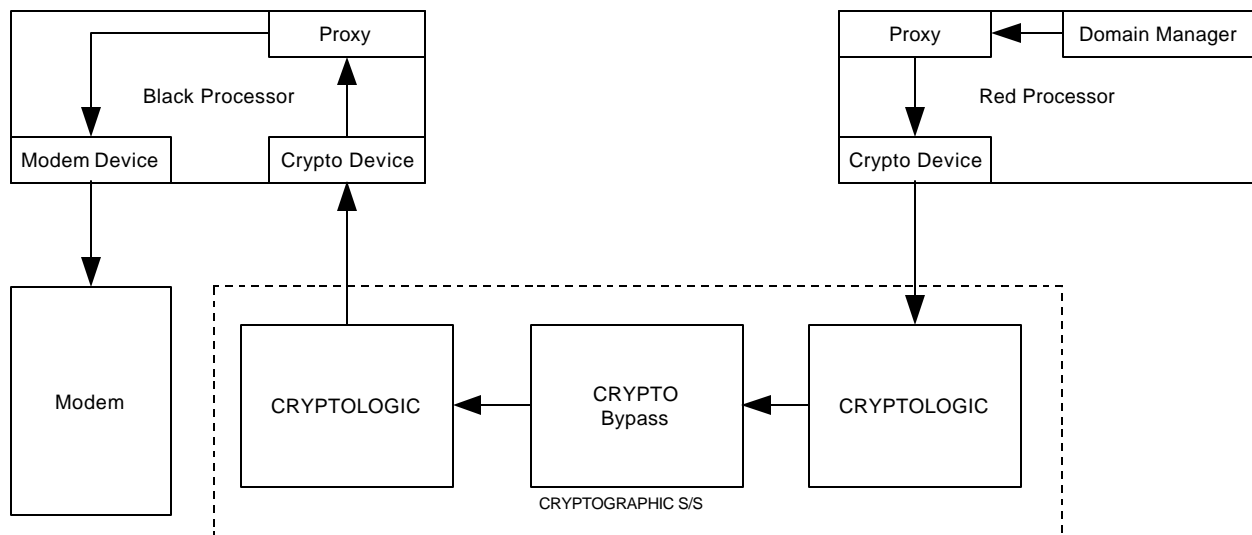 Proxy
Black Processor
Modem Device
Crypto Device
Proxy
Domain Manager
Red Processor
Crypto Device
Modem
CRYPTOLOGIC
CRYPTO
Bypass
CRYPTOLOGIC
CRYPTOGRAPHIC S/S